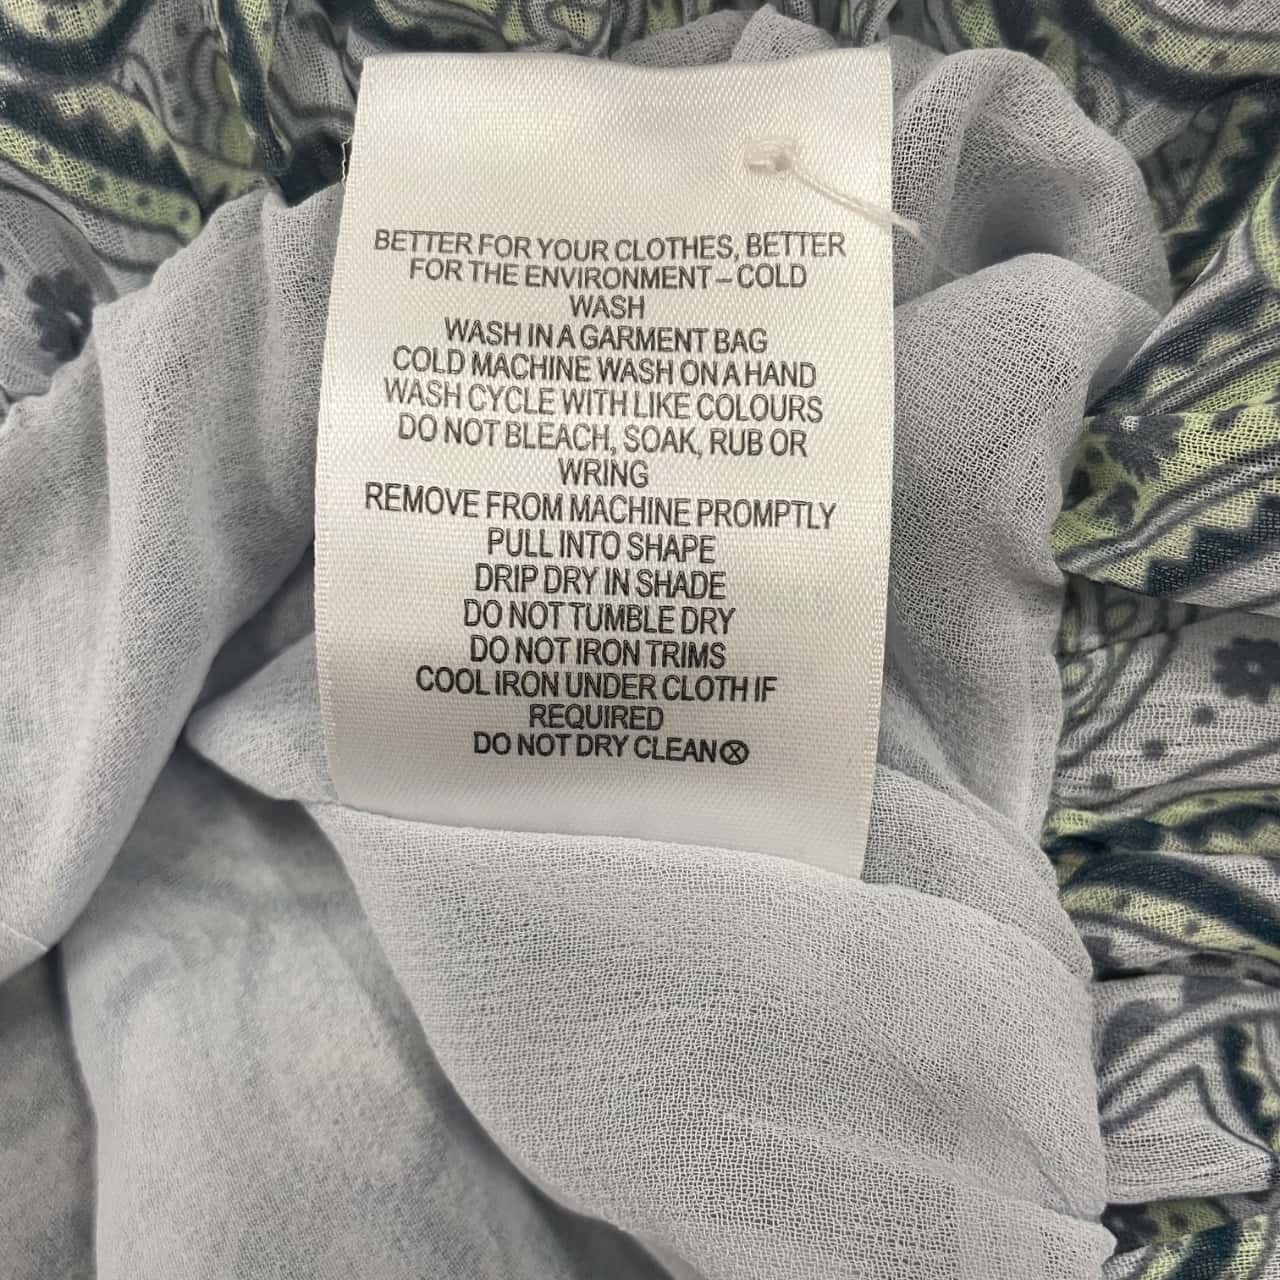 BETTER FOR YOUR CLOTHES, BETTER
FOR THE ENVIRONMENT – COLD
WASH
WASH IN A GARMENT BAG
COLD MACHINE WASH ON A HAND
WASH CYCLE WITH LIKE COLOURS
DO NOT BLEACH, SOAK, RUB OR
WRING
REMOVE FROM MACHINE PROMPTLY
PULL INTO SHAPE
DRIP DRY IN SHADE
DO NOT TUMBLE DRY
DO NOT IRON TRIMS
COOL IRON UNDER CLOTH IF
REQUIRED
DO NOT DRY CLEAN